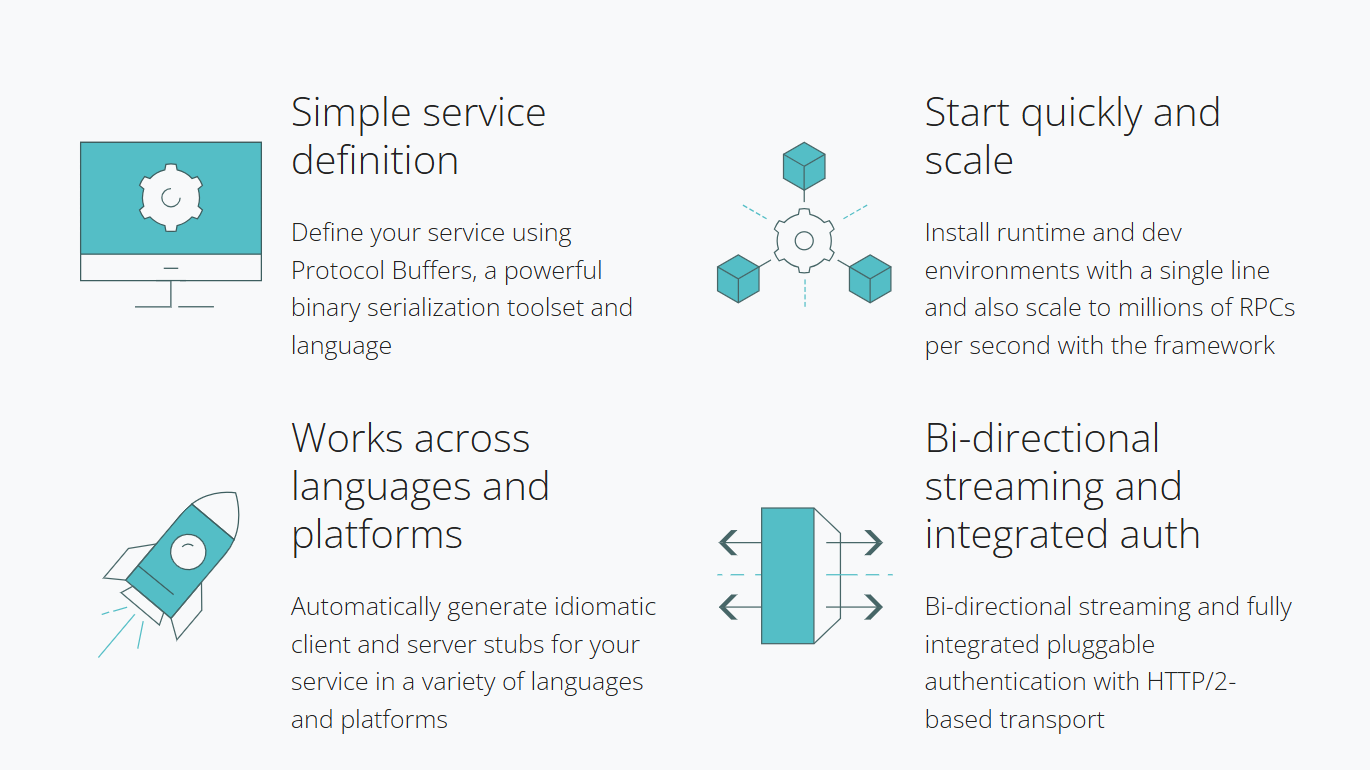 Simple service
definition
Define your service using
Protocol Buffers, a powerful
binary serialization toolset and
language
Start quickly and
scale
Install runtime and dev
environments with a single line
and also scale to millions of RPCs
per second with the framework
Works across
languages and
platforms
Automatically generate idiomatic
client and server stubs for your
service in a variety of languages
and platforms
Bi-directional
streaming and
integrated auth
Bi-directional streaming and fully
integrated pluggable
authentication with HTTP/2-
based transport